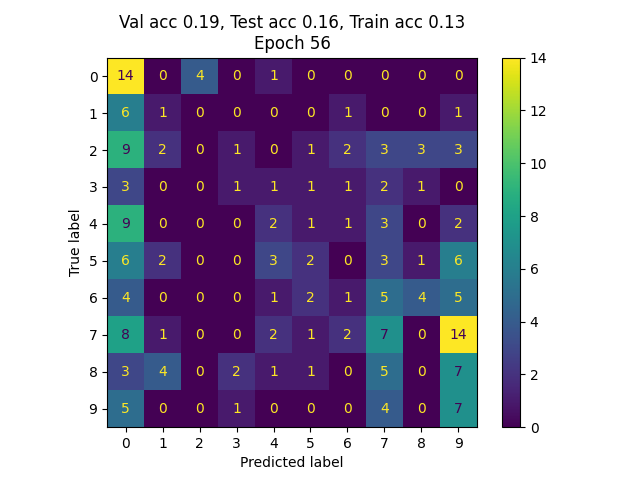 Val acc 0.19, Test acc 0.16, Train acc 0.13
Epoch 56
0 14 0 4 0 1 0 0 0 0 0
1 6 1 0 0 0 0 1 0 0 1
2 9 2 0 1 0 1 2 3 3 3
3 3 0 0 1 1 1 1 2 1 0
4 9 0 0 0 2 1 1 3 0 2
5 6 2 0 0 3 2 0 3 1 6
6 4 0 0 0 1 2 1 5 4 5
7 8 1 0 0 2 1 2 7 0 14
8 3 4 0 2 1 1 0 5 0 7
9 5 0 0 1 0 0 0 4 0 7
0 1 2 3 4 5 6 7 8 9
Predicted label
True label
14
12
10
8
6
4
2
0